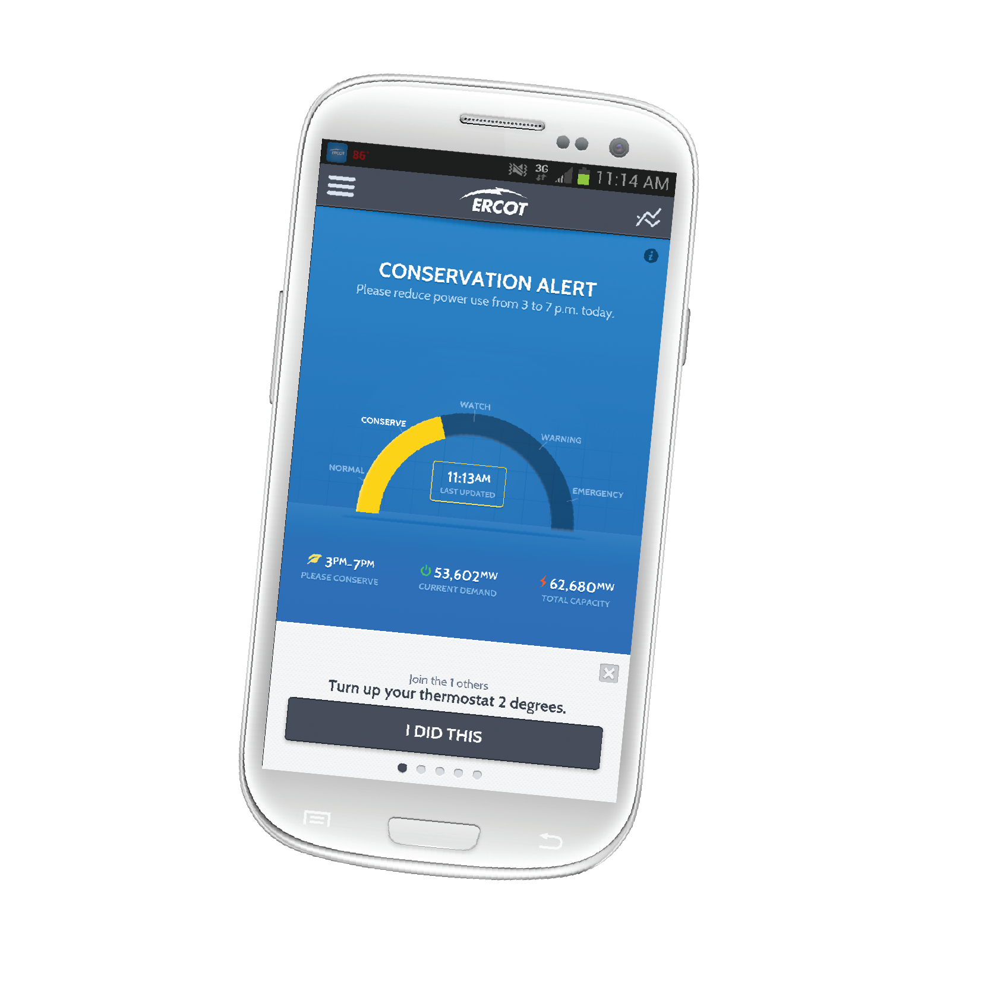 ERCOT 86° 3G 11:14 AM
ERCOT
i
CONSERVATION ALERT
Please reduce power use from 3 to 7 p.m. today.
WATCH
CONSERVE
WARNING
NORMAL
EMERGENCY
11:13AM
LAST UPDATED
3PM-7PM
PLEASE CONSERVE
53,602MW
CURRENT DEMAND
62,680MW
TOTAL CAPACITY
Join the 1 others
Turn up your thermostat 2 degrees.
I DID THIS